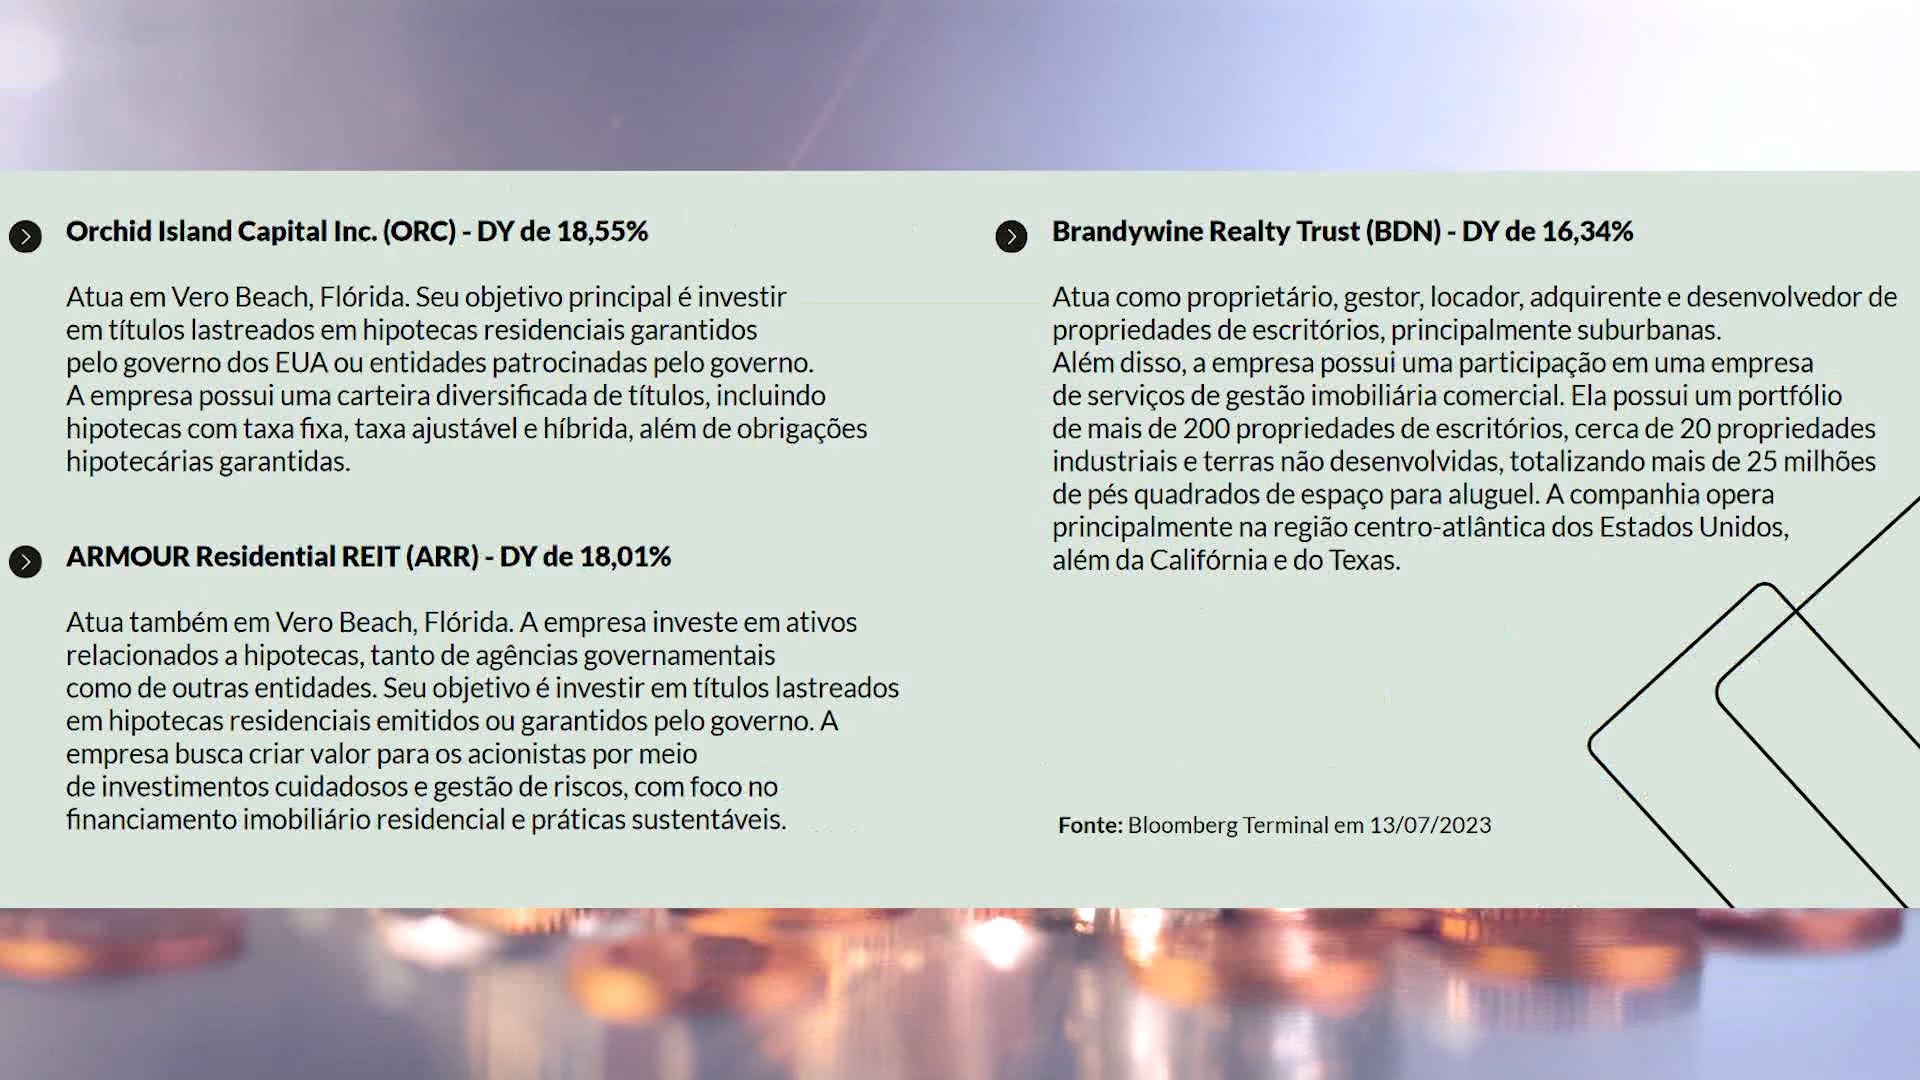 Orchid Island Capital Inc. (ORC) - DY de 18,55%
Atua em Vero Beach, Flórida. Seu objetivo principal é investir
em títulos lastreados em hipotecas residenciais garantidos
pelo governo dos EUA ou entidades patrocinadas pelo governo.
A empresa possui uma carteira diversificada de títulos, incluindo
hipotecas com taxa fixa, taxa ajustável e híbrida, além de obrigações
hipotecárias garantidas.
ARMOUR Residential REIT (ARR) - DY de 18,01%
Atua também em Vero Beach, Flórida. A empresa investe em ativos
relacionados a hipotecas, tanto de agências governamentais
como de outras entidades. Seu objetivo é investir em títulos lastreados
em hipotecas residenciais emitidos ou garantidos pelo governo. A
empresa busca criar valor para os acionistas por meio
de investimentos cuidadosos e gestão de riscos, com foco no
financiamento imobiliário residencial e práticas sustentáveis.
Brandywine Realty Trust (BDN) - DY de 16,34%
Atua como proprietário, gestor, locador, adquirente e desenvolvedor de
propriedades de escritórios, principalmente suburbanas.
Além disso, a empresa possui uma participação em uma empresa
de serviços de gestão imobiliária comercial. Ela possui um portfólio
de mais de 200 propriedades de escritórios, cerca de 20 propriedades
industriais e terras não desenvolvidas, totalizando mais de 25 milhões
de pés quadrados de espaço para aluguel. A companhia opera
principalmente na região centro-atlântica dos Estados Unidos,
além da Califórnia e do Texas.
Fonte: Bloomberg Terminal em 13/07/2023